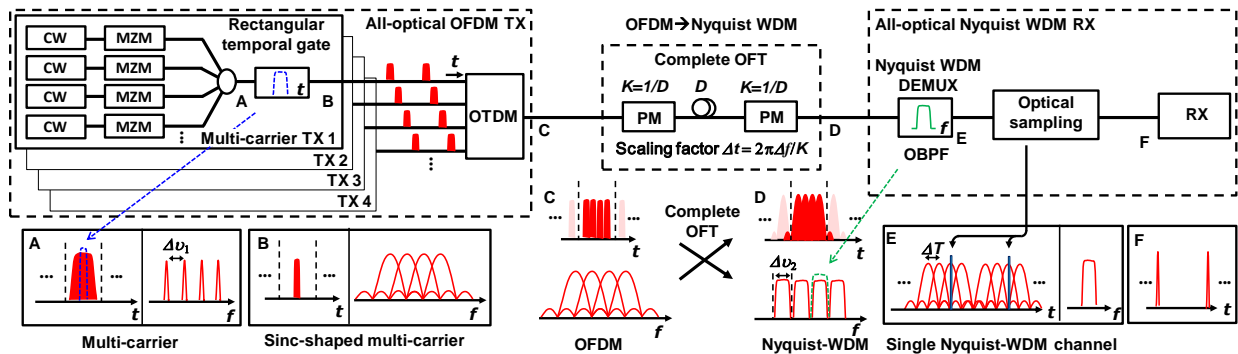 Rectangular
temporal gate
All-optical OFDM TX
CW MZM
CW MZM
CW MZM
CW MZM
A
t
B
Multi-carrier TX 1
TX 2
TX 3
TX 4
t
OTDM
C
OFDM→Nyquist WDM
Complete OFT
K=1/D D K=1/D
PM PM
Scaling factor Δt=2πΔf/K
D
All-optical Nyquist WDM RX
Nyquist WDM
DEMUX
f
OBPF
E
Optical
sampling
F
RX
A
... ...
t
Δυ1
f
Multi-carrier
B
... ...
t
f
Sinc-shaped multi-carrier
C
... ...
t
f
OFDM
Complete
OFT
D
... ...
t
Δυ2
f
Nyquist-WDM
E
ΔT
... ...
t
f
Single Nyquist-WDM channel
F
... ...
t